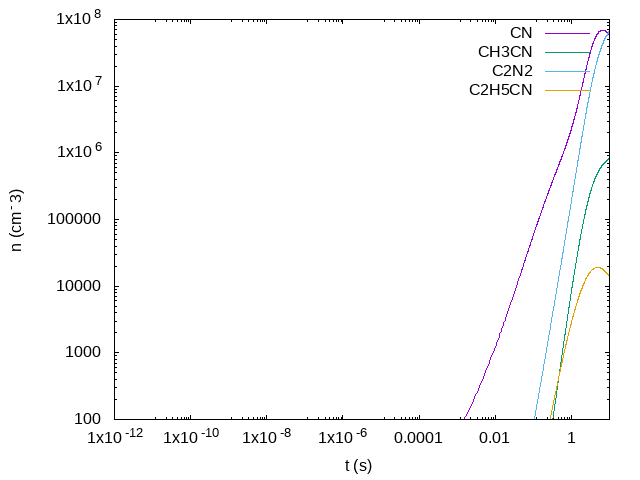 1x10^8
CN
CH3CN
1x10^7
C2N2
C2H5CN
1x10^6
100000
n (cm^-3)
10000
1000
100
1x10^-12 1x10^-10 1x10^-8 1x10^-6 0.0001 0.01 1
t (s)